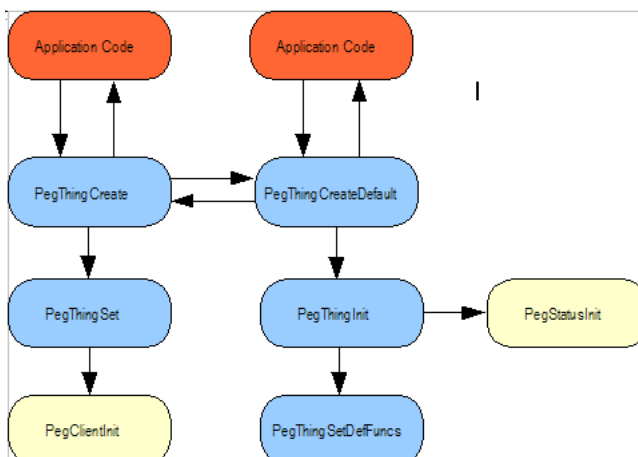 Application Code
Application Code
PegThingCreate
PegThingCreateDefault
PegThingSet
PegThingInit
PegStatusInit
PegClientInit
PegThingSetDefFuncs